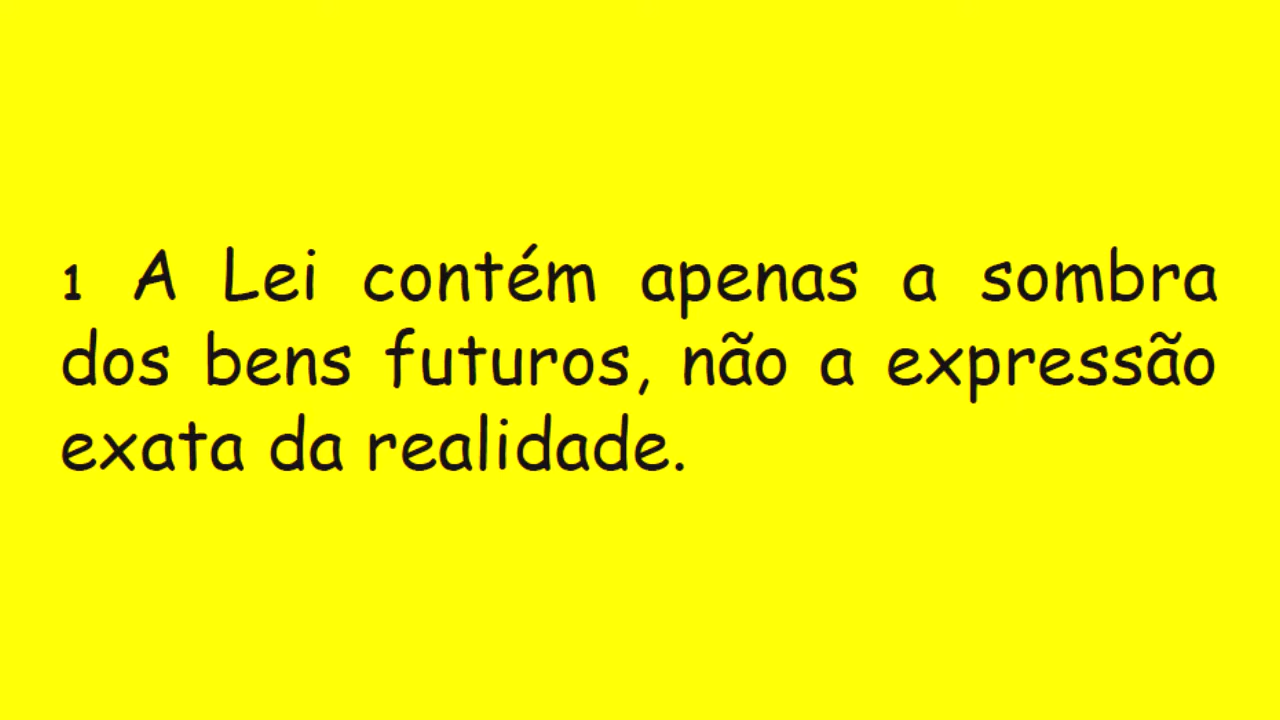 1 A Lei contém apenas a sombra
dos bens futuros, não a expressão
exata da realidade.